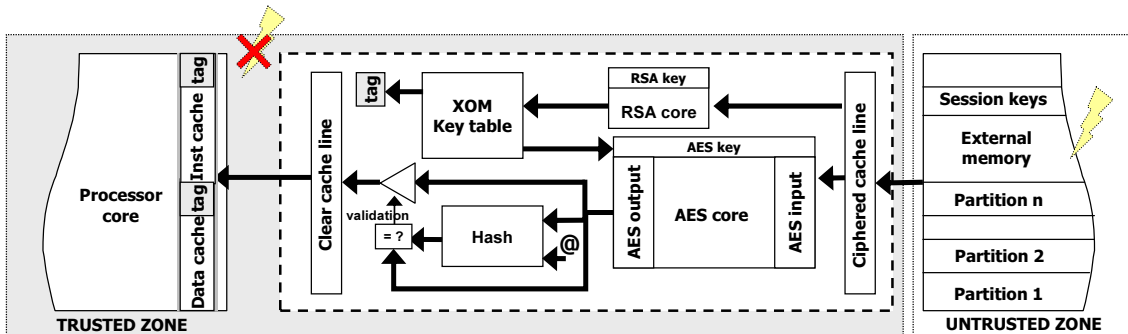 Processor
core
Data cache
tag
Inst cache
tag
TRUSTED ZONE
Clear cache line
tag
XOM
Key table
RSA key
RSA core
AES key
AES output
AES core
AES input
validation
= ?
Hash
@
Ciphered cache line
Session keys
External
memory
Partition n
Partition 2
Partition 1
UNTRUSTED ZONE